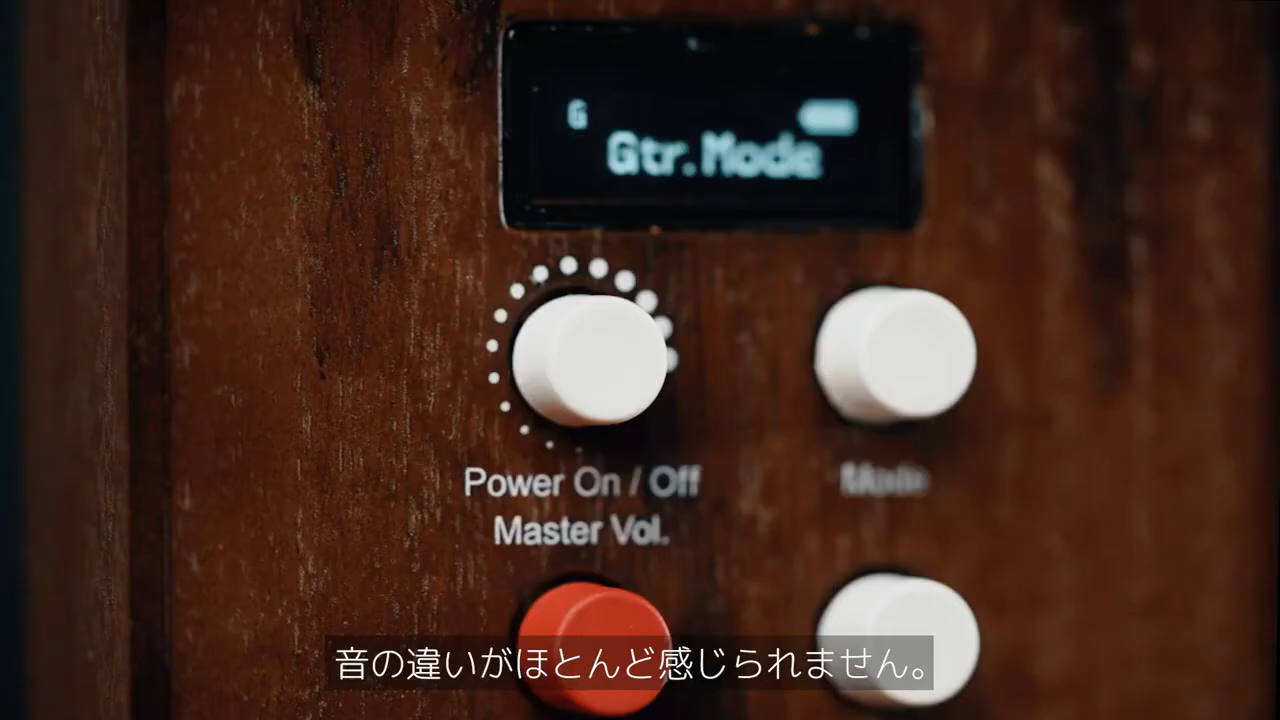 G
Gtr.Mode
Power On / Off
Mode
Master Vol.
音の違いがほとんど感じられません。